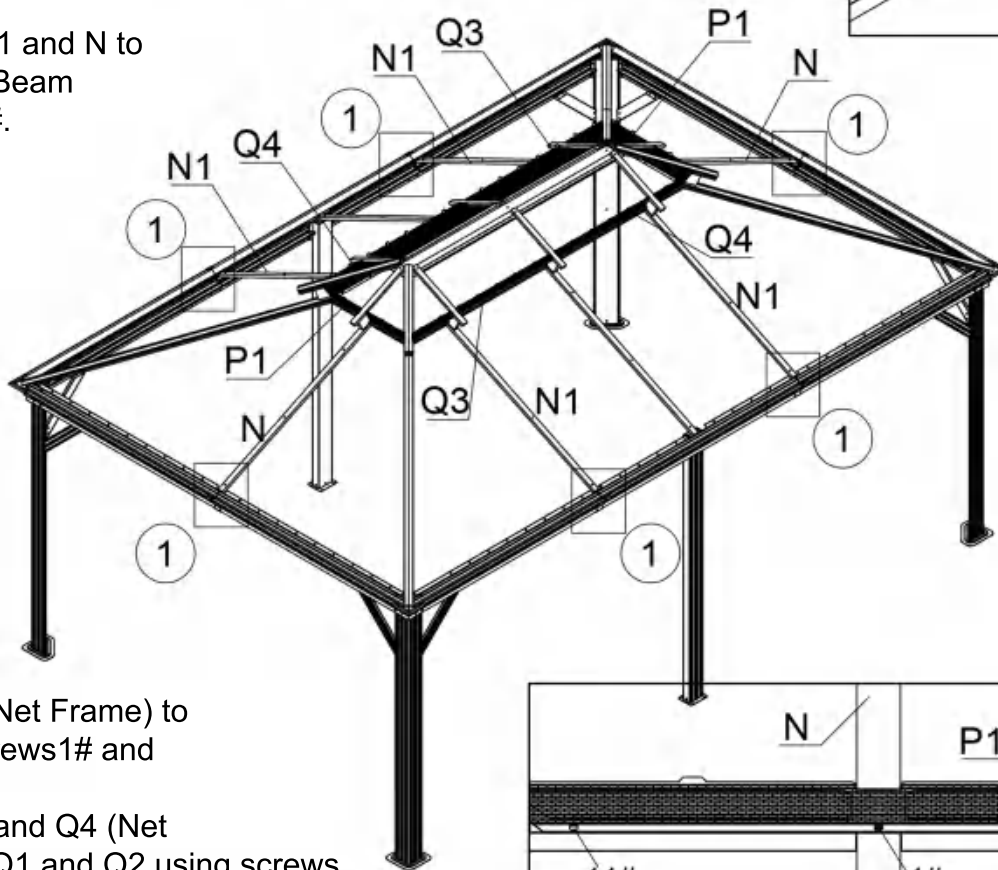 1 and N to
Beam
Q3
P1
N1
N
1
1
Q4
N1
1
Q4
N1
P1
Q3
N1
N
1
1
1
Net Frame) to
ews1# and
and Q4 (Net
Q1 and Q2 using screws
N
P1